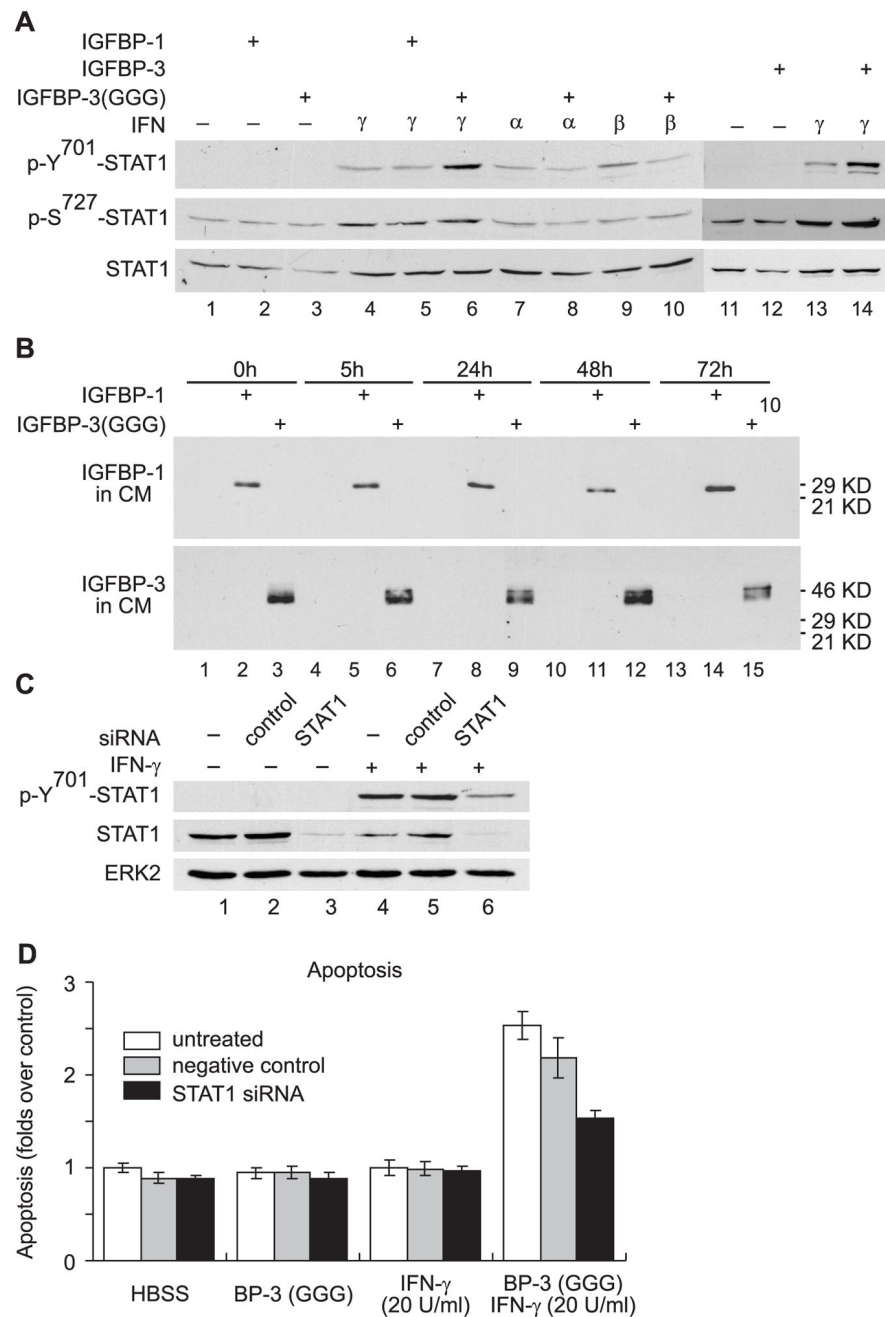 A
IGFBP-1 + +
IGFBP-3 + +
IGFBP-3(GGG) + + + +
IFN – – – γ γ γ α α β β – – γ γ
p-Y701-STAT1
p-S727-STAT1
STAT1
1 2 3 4 5 6 7 8 9 10 11 12 13 14
B
0h 5h 24h 48h 72h
IGFBP-1 + + + + + 10
IGFBP-3(GGG) + + + + +
IGFBP-1
in CM
- 29 KD
- 21 KD
IGFBP-3
in CM
- 46 KD
- 29 KD
- 21 KD
1 2 3 4 5 6 7 8 9 10 11 12 13 14 15
C
siRNA – control STAT1 – control STAT1
IFN-γ – – – + + +
p-Y701-STAT1
STAT1
ERK2
1 2 3 4 5 6
D
Apoptosis
Apoptosis (folds over control)
3
2
1
0
untreated
negative control
STAT1 siRNA
HBSS BP-3 (GGG) IFN-γ (20 U/ml) BP-3 (GGG) IFN-γ (20 U/ml)